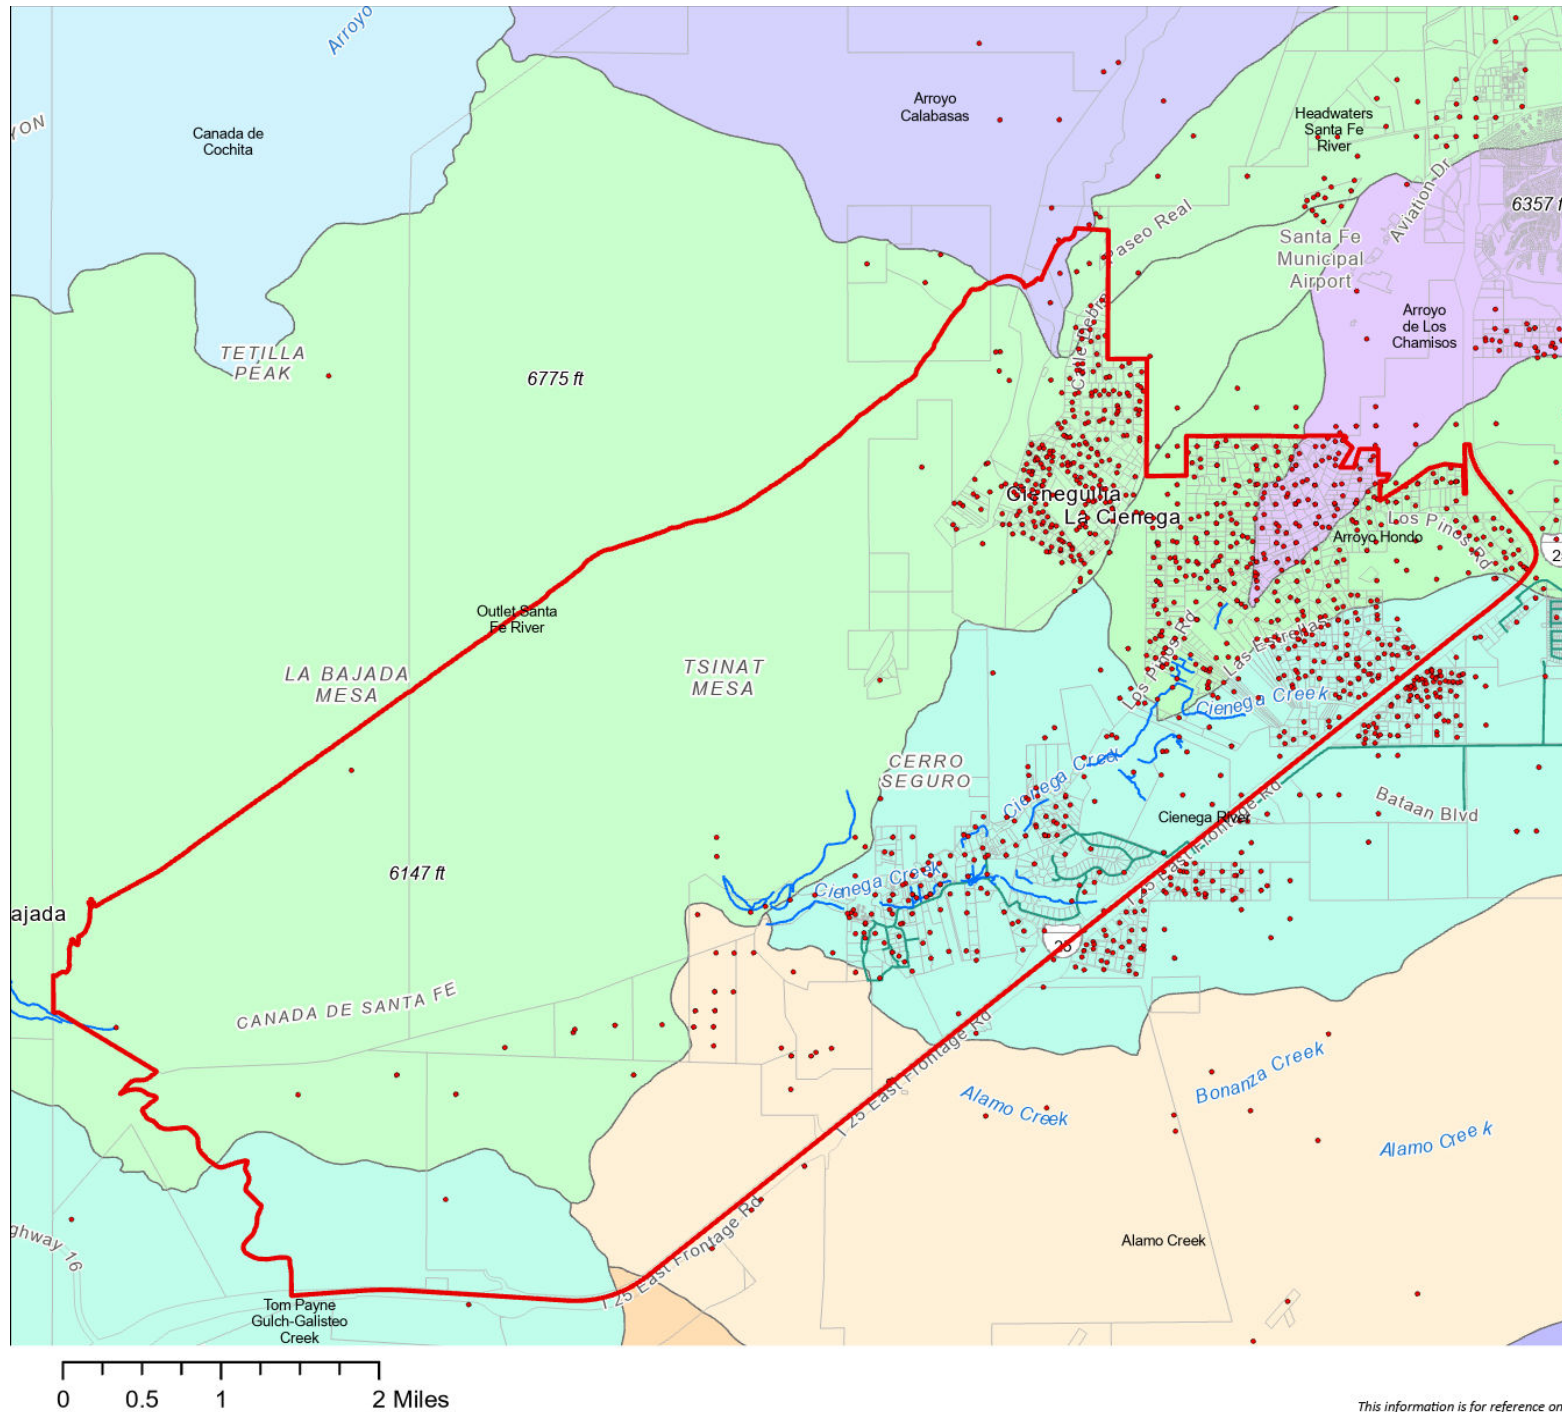 Arroyo
YON
Canada de
Cochita
Arroyo
Calabasas
Headwaters
Santa Fe
River
Aviation Dr
6357 f
Paseo Real
Santa Fe
Municipal
Airport
Arroyo
de Los
Chamisos
TETILLA
PEAK
6775 ft
Cieneguilla
La Cienega
Los Pinos Rd
Arroyo Hondo
Outlet Santa
Fe River
LA BAJADA
MESA
TSINAT
MESA
Los Pinos Rd
Las Estrellas
Cienega Creek
CERRO
SEGURO
Cienega Creek
Cienega River
Bataan Blvd
I 25 East Frontage Rd
6147 ft
Cienega Creek
ajada
25
CANADA DE SANTA FE
I 25 East Frontage Rd
Alamo Creek
Bonanza Creek
Alamo Creek
ghway 16
I 25 East Frontage Rd
Alamo Creek
Tom Payne
Gulch-Galisteo
Creek
0 0.5 1 2 Miles
This information is for reference on